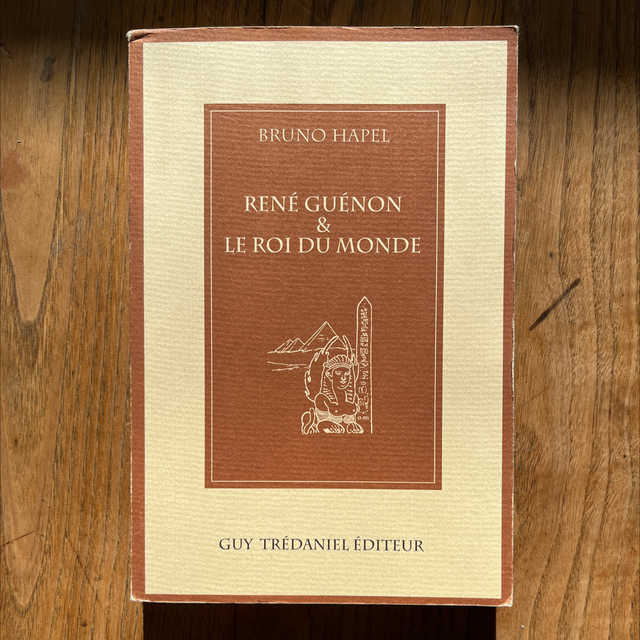 BRUNO HAPEL
RENÉ GUÉNON
&
LE ROI DU MONDE
GUY TRÉDANIEL ÉDITEUR